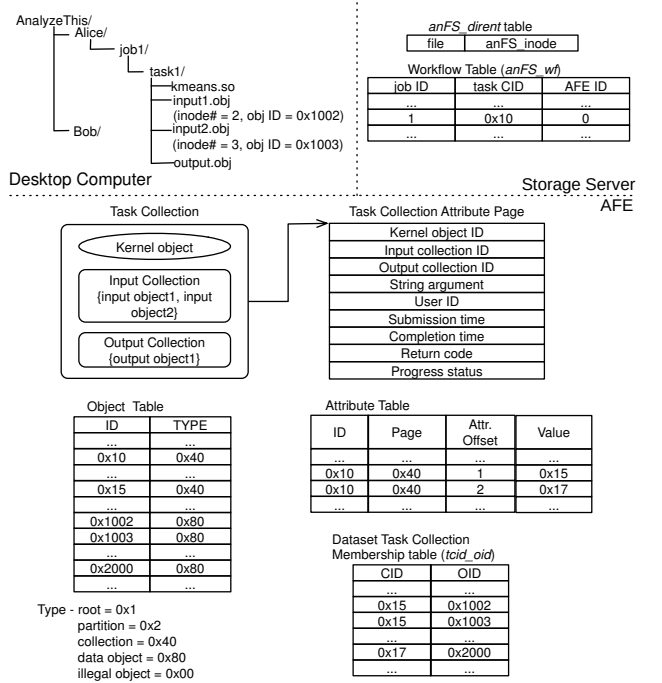 AnalyzeThis/
Alice/
job1/
task1/
kmeans.so
input1.obj
(inode# = 2, obj ID = 0x1002)
input2.obj
(inode# = 3, obj ID = 0x1003)
output.obj
Bob/
Desktop Computer
anFS_dirent table
file anFS_inode
Workflow Table (anFS_wf)
job ID task CID AFE ID
... ... ...
1 0x10 0
... ... ...
Storage Server
AFE
Task Collection
Kernel object
Input Collection
{input object1, input
object2}
Output Collection
{output object1}
Task Collection Attribute Page
Kernel object ID
Input collection ID
Output collection ID
String argument
User ID
Submission time
Completion time
Return code
Progress status
Object Table
ID TYPE
... ...
0x10 0x40
... ...
0x15 0x40
... ...
0x1002 0x80
0x1003 0x80
... ...
0x2000 0x80
... ...
Type - root = 0x1
partition = 0x2
collection = 0x40
data object = 0x80
illegal object = 0x00
Attribute Table
ID Page Attr. Value
Offset
... ... ... ...
0x10 0x40 1 0x15
0x10 0x40 2 0x17
... ... ... ...
Dataset Task Collection
Membership table (tcid_oid)
CID OID
... ...
0x15 0x1002
0x15 0x1003
... ...
0x17 0x2000
... ...